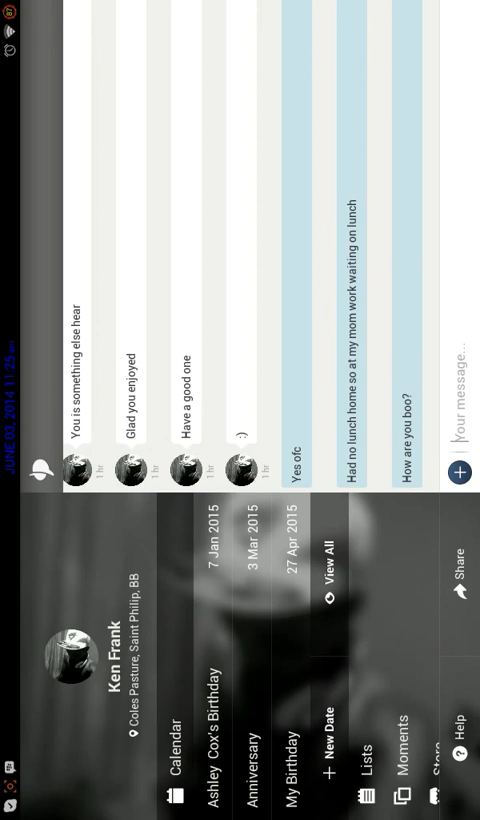 JUNE 03, 2014 11:25 am
87
Ken Frank
Coles Pasture, Saint Philip, BB
Calendar
Ashley Cox's Birthday 7 Jan 2015
Anniversary 3 Mar 2015
My Birthday 27 Apr 2015
New Date
View All
Lists
Moments
Store
Help
Share
You is something else hear
1 hr
Glad you enjoyed
1 hr
Have a good one
1 hr
:)
1 hr
Yes ofc
Had no lunch home so at my mom work waiting on lunch
How are you boo?
Your message...